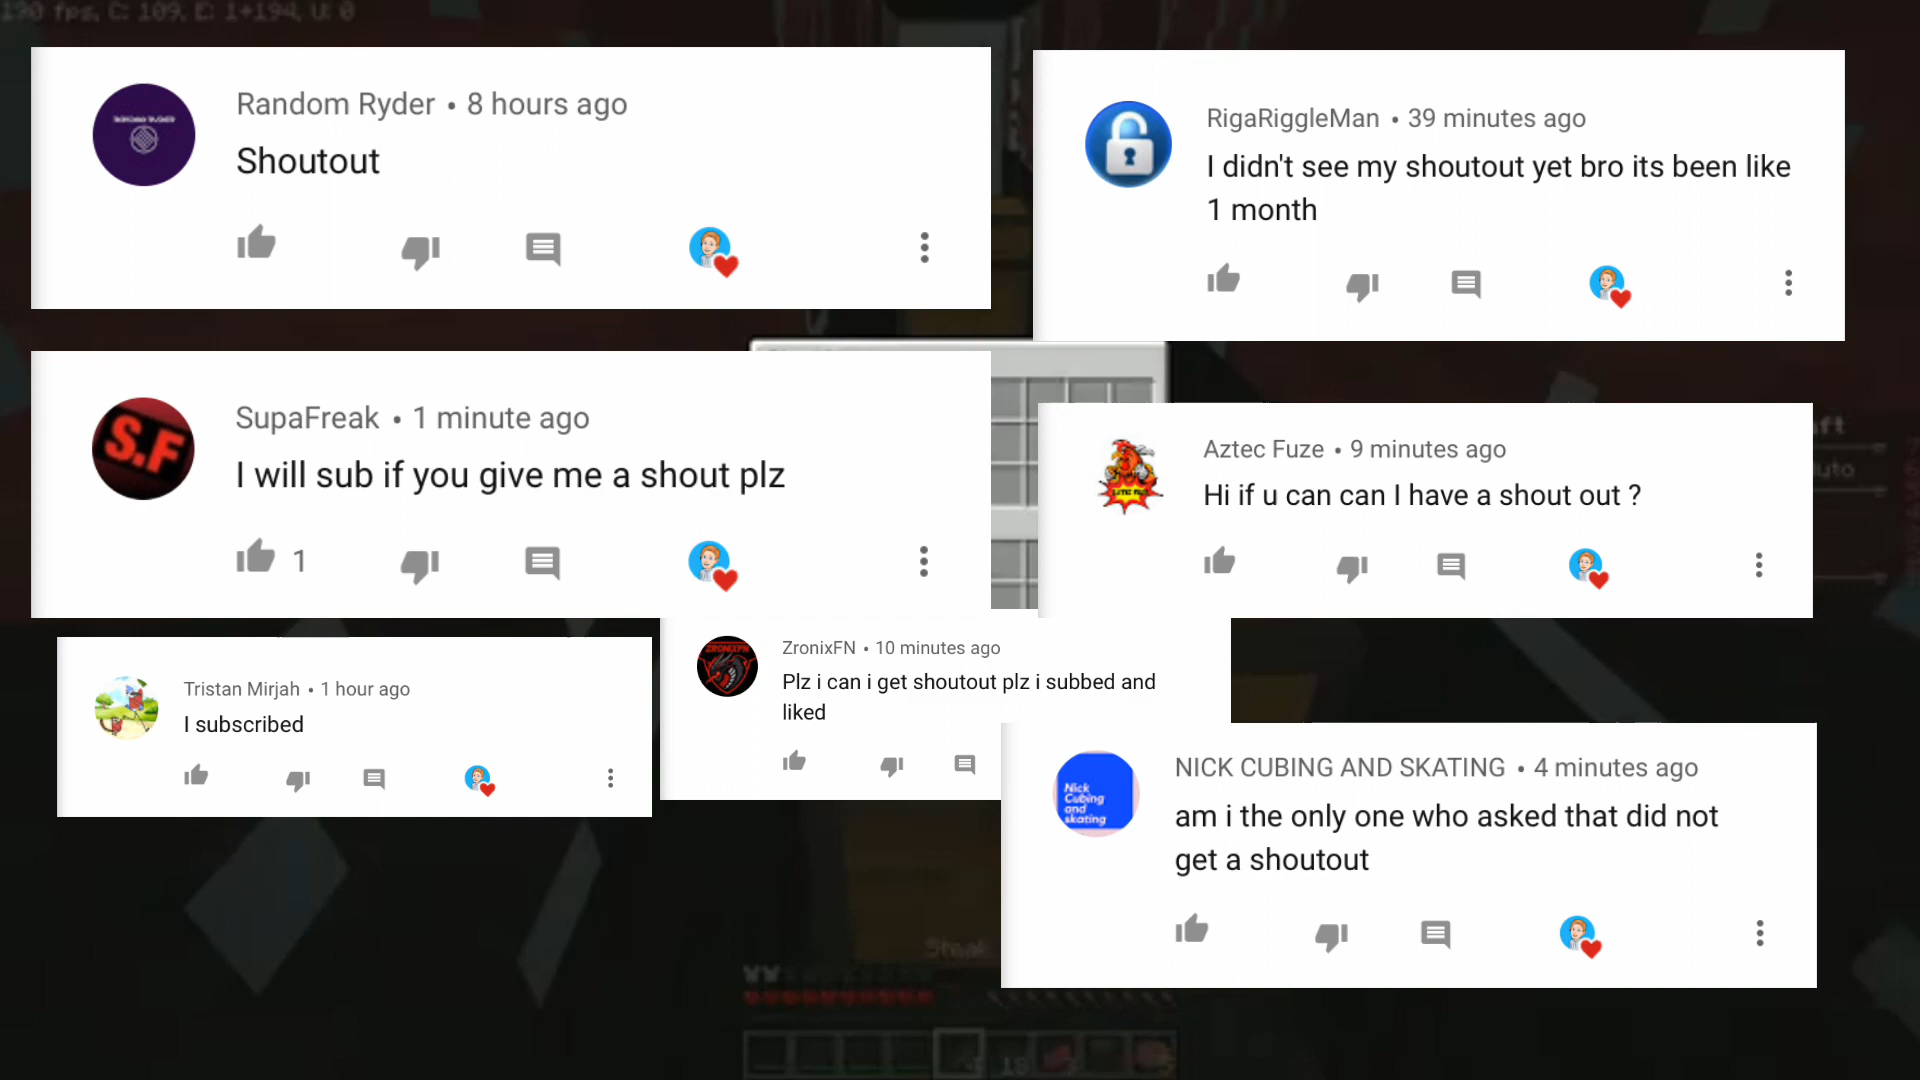 190 fps, C: 109, E: 1+194, U: 0
Random Ryder • 8 hours ago
Shoutout
RigaRiggleMan • 39 minutes ago
I didn't see my shoutout yet bro its been like
1 month
S.F
SupaFreak • 1 minute ago
I will sub if you give me a shout plz
1
Aztec Fuze • 9 minutes ago
Hi if u can can I have a shout out ?
Tristan Mirjah • 1 hour ago
I subscribed
ZRONIXFN
ZronixFN • 10 minutes ago
Plz i can i get shoutout plz i subbed and
liked
Nick
Cubing
and
skating
NICK CUBING AND SKATING • 4 minutes ago
am i the only one who asked that did not
get a shoutout
Steak
18